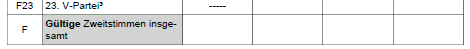 F23 23. V-Partei³ -----
F Gültige Zweitstimmen insge-
samt